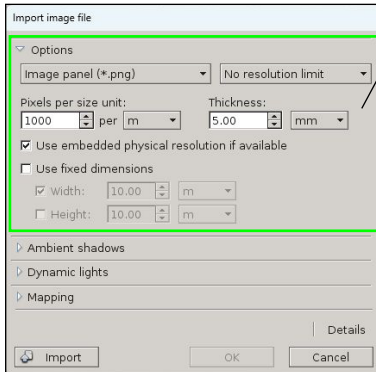 Import image file
Options
Image panel (*.png) No resolution limit
Pixels per size unit: Thickness:
1000 per m 5.00 mm
Use embedded physical resolution if available
Use fixed dimensions
Width: 10.00 m
Height: 10.00 m
Ambient shadows
Dynamic lights
Mapping
Details
Import OK Cancel